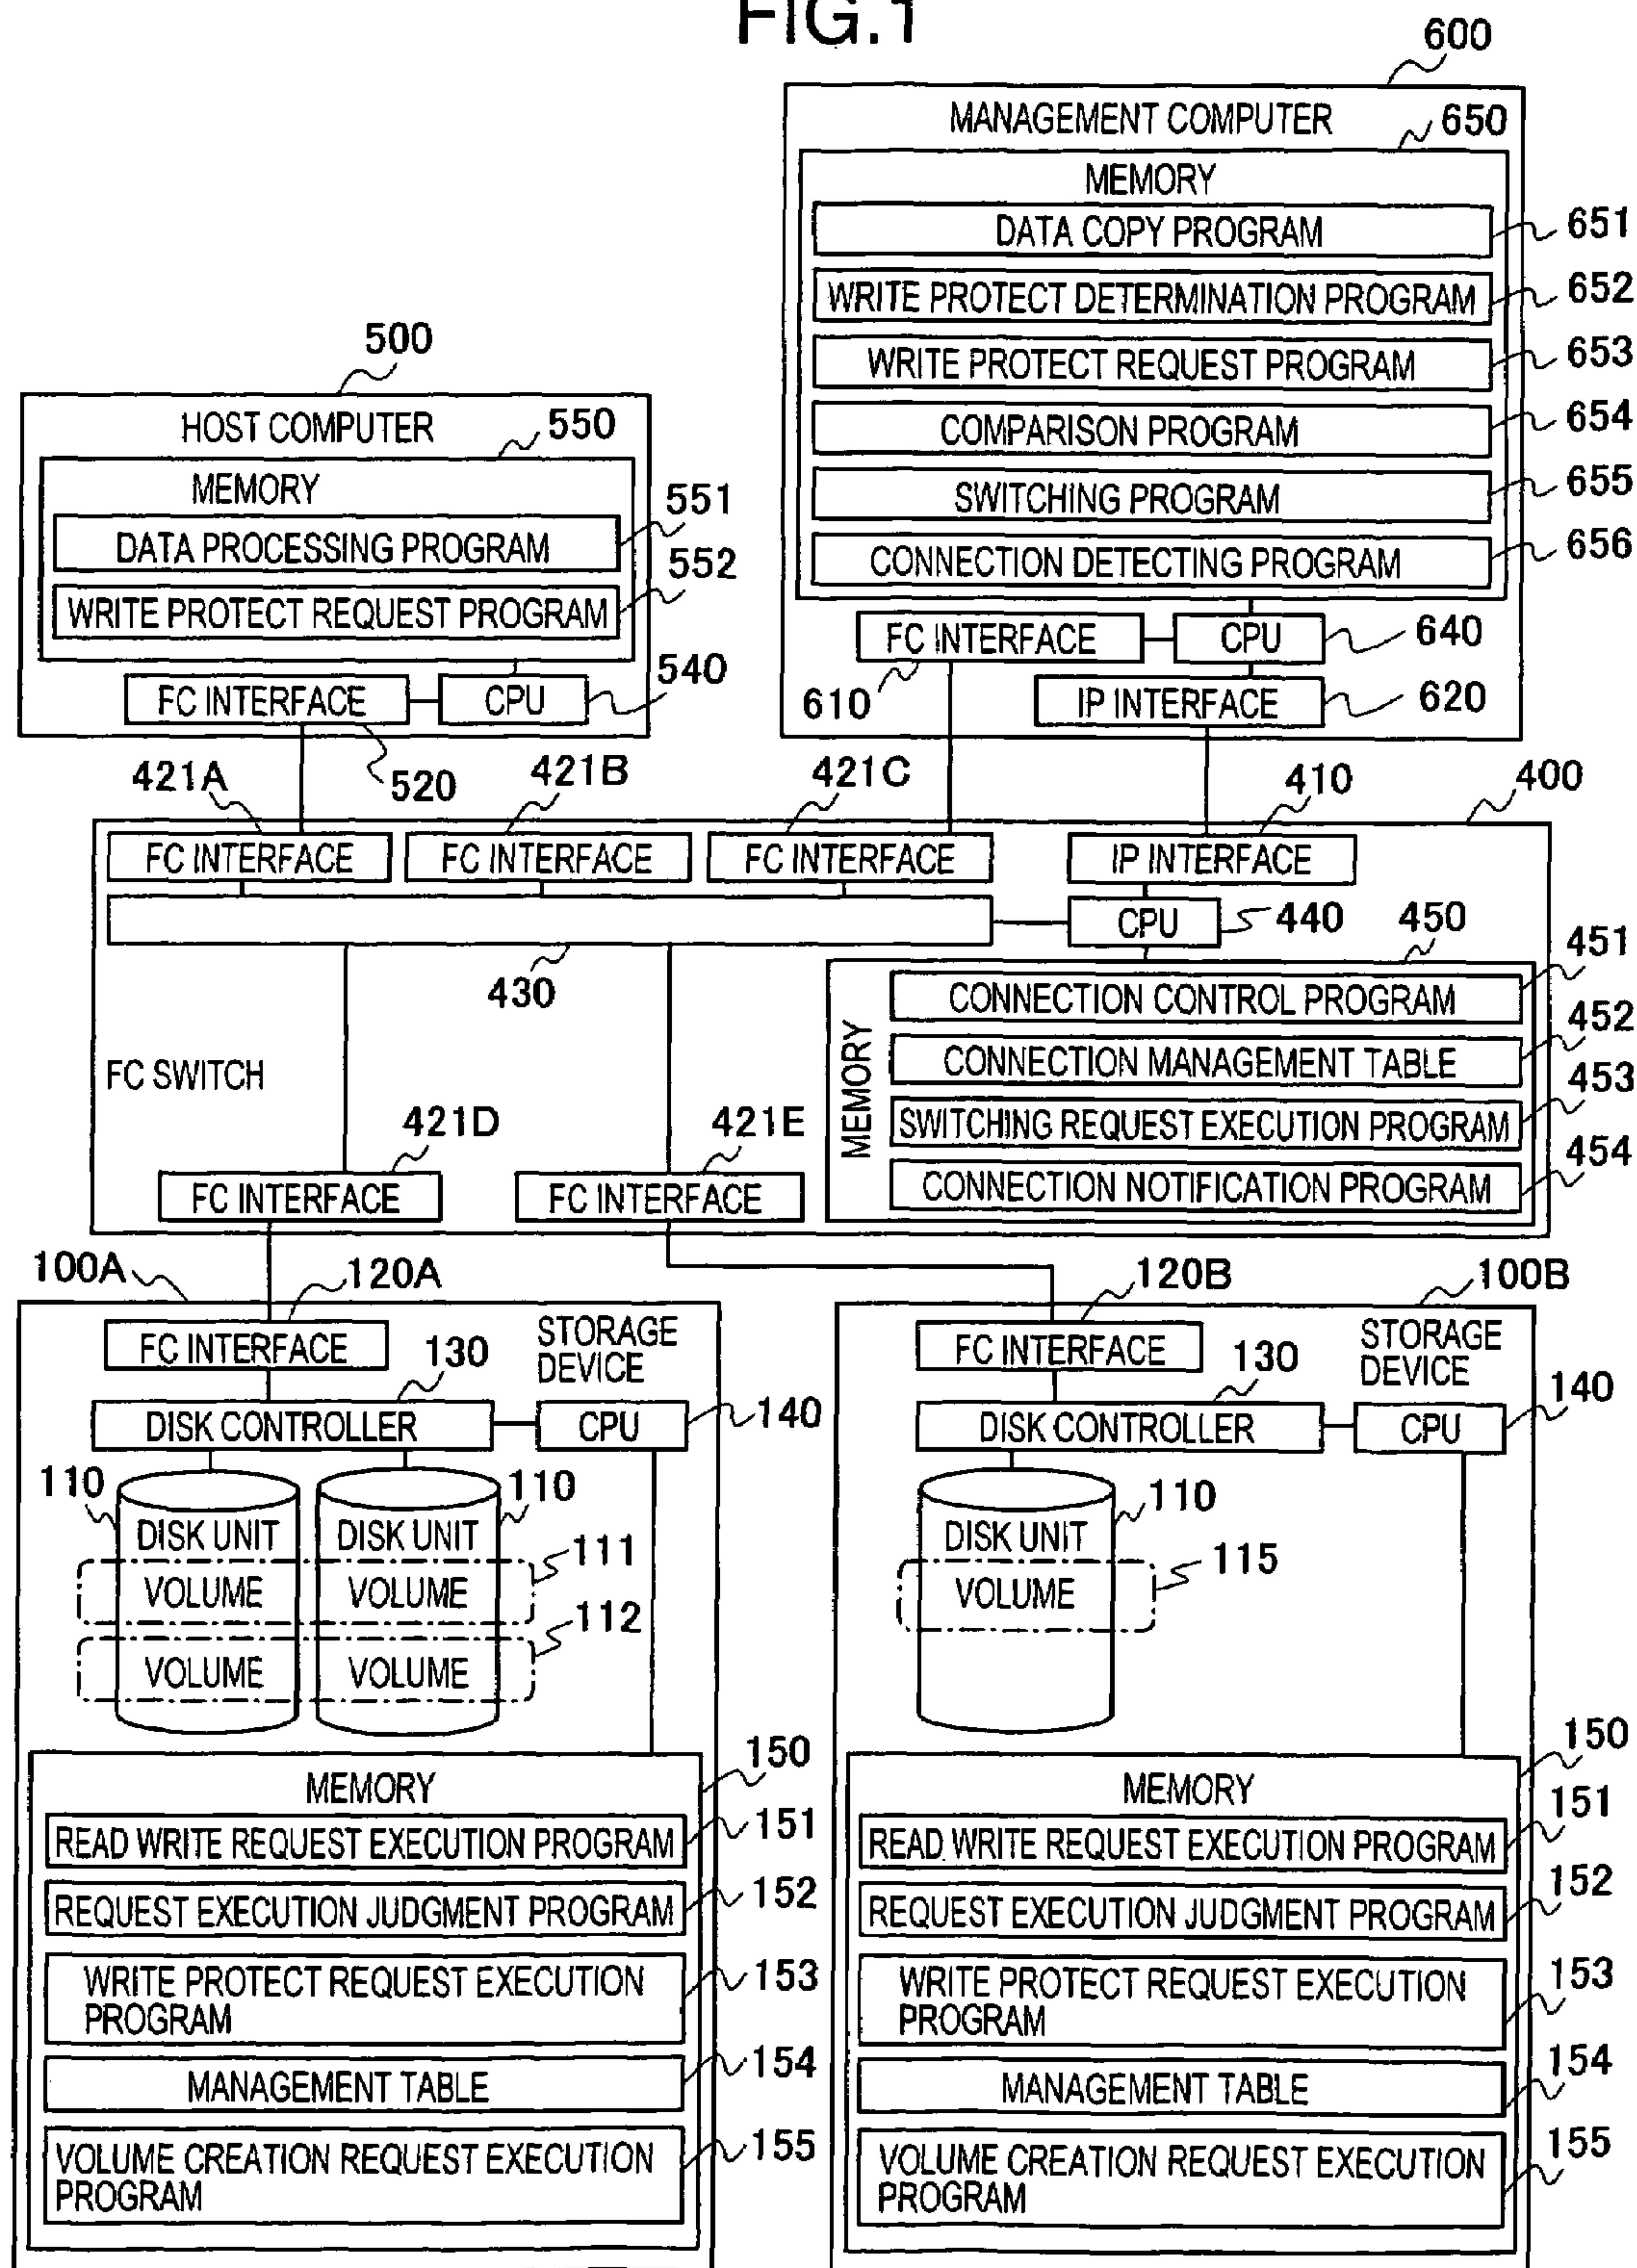 FIG.1
600
MANAGEMENT COMPUTER
650
MEMORY
DATA COPY PROGRAM
651
WRITE PROTECT DETERMINATION PROGRAM
652
WRITE PROTECT REQUEST PROGRAM
653
COMPARISON PROGRAM
654
SWITCHING PROGRAM
655
CONNECTION DETECTING PROGRAM
656
FC INTERFACE
CPU
640
610
IP INTERFACE
620
500
HOST COMPUTER
550
MEMORY
551
DATA PROCESSING PROGRAM
552
WRITE PROTECT REQUEST PROGRAM
540
FC INTERFACE
CPU
520
421A
421B
421C
410
400
FC INTERFACE
FC INTERFACE
FC INTERFACE
IP INTERFACE
CPU
440
450
430
451
CONNECTION CONTROL PROGRAM
452
CONNECTION MANAGEMENT TABLE
453
SWITCHING REQUEST EXECUTION PROGRAM
454
CONNECTION NOTIFICATION PROGRAM
MEMORY
FC SWITCH
421D
421E
FC INTERFACE
FC INTERFACE
100A
120A
FC INTERFACE
STORAGE
DEVICE
130
DISK CONTROLLER
CPU
140
110
110
DISK UNIT
DISK UNIT
111
VOLUME
VOLUME
112
VOLUME
VOLUME
150
MEMORY
READ WRITE REQUEST EXECUTION PROGRAM
151
REQUEST EXECUTION JUDGMENT PROGRAM
152
WRITE PROTECT REQUEST EXECUTION
PROGRAM
153
MANAGEMENT TABLE
154
VOLUME CREATION REQUEST EXECUTION
PROGRAM
155
120B
100B
FC INTERFACE
STORAGE
DEVICE
130
140
DISK CONTROLLER
CPU
110
DISK UNIT
115
VOLUME
150
MEMORY
151
READ WRITE REQUEST EXECUTION PROGRAM
152
REQUEST EXECUTION JUDGMENT PROGRAM
153
WRITE PROTECT REQUEST EXECUTION
PROGRAM
154
MANAGEMENT TABLE
155
VOLUME CREATION REQUEST EXECUTION
PROGRAM